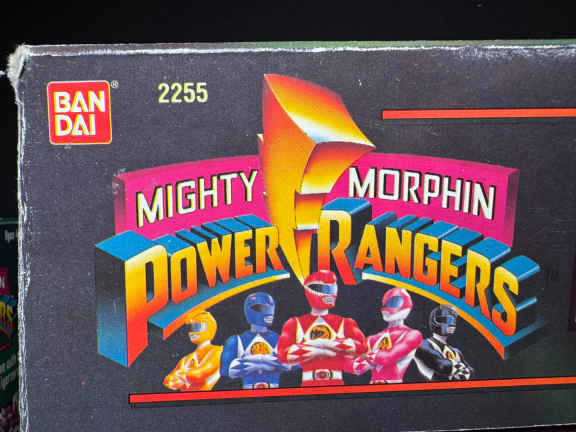 BAN
DAI
®
2255
MIGHTY MORPHIN
POWER RANGERS